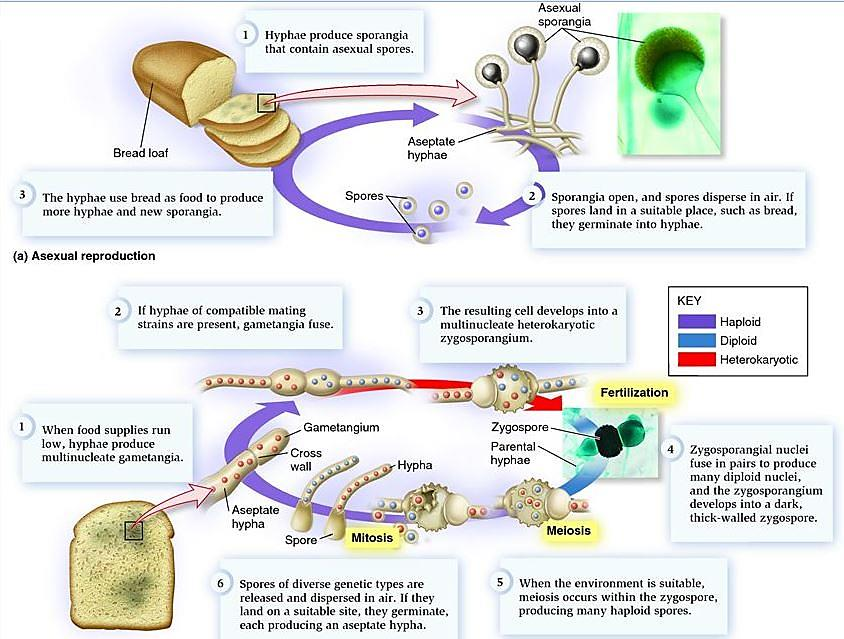 Asexual
sporangia
1
Hyphae produce sporangia
that contain asexual spores.
Bread loaf
Aseptate
hyphae
3
The hyphae use bread as food to produce
more hyphae and new sporangia.
Spores
2
Sporangia open, and spores disperse in air. If
spores land in a suitable place, such as bread,
they germinate into hyphae.
(a) Asexual reproduction
2
If hyphae of compatible mating
strains are present, gametangia fuse.
3
The resulting cell develops into a
multinucleate heterokaryotic
zygosporangium.
KEY
Haploid
Diploid
Heterokaryotic
Fertilization
1
When food supplies run
low, hyphae produce
multinucleate gametangia.
Gametangium
Cross
wall
Hypha
Aseptate
hypha
Spore
Mitosis
Zygospore
Parental
hyphae
Meiosis
4
Zygosporangial nuclei
fuse in pairs to produce
many diploid nuclei,
and the zygosporangium
develops into a dark,
thick-walled zygospore.
6
Spores of diverse genetic types are
released and dispersed in air. If they
land on a suitable site, they germinate,
each producing an aseptate hypha.
5
When the environment is suitable,
meiosis occurs within the zygospore,
producing many haploid spores.